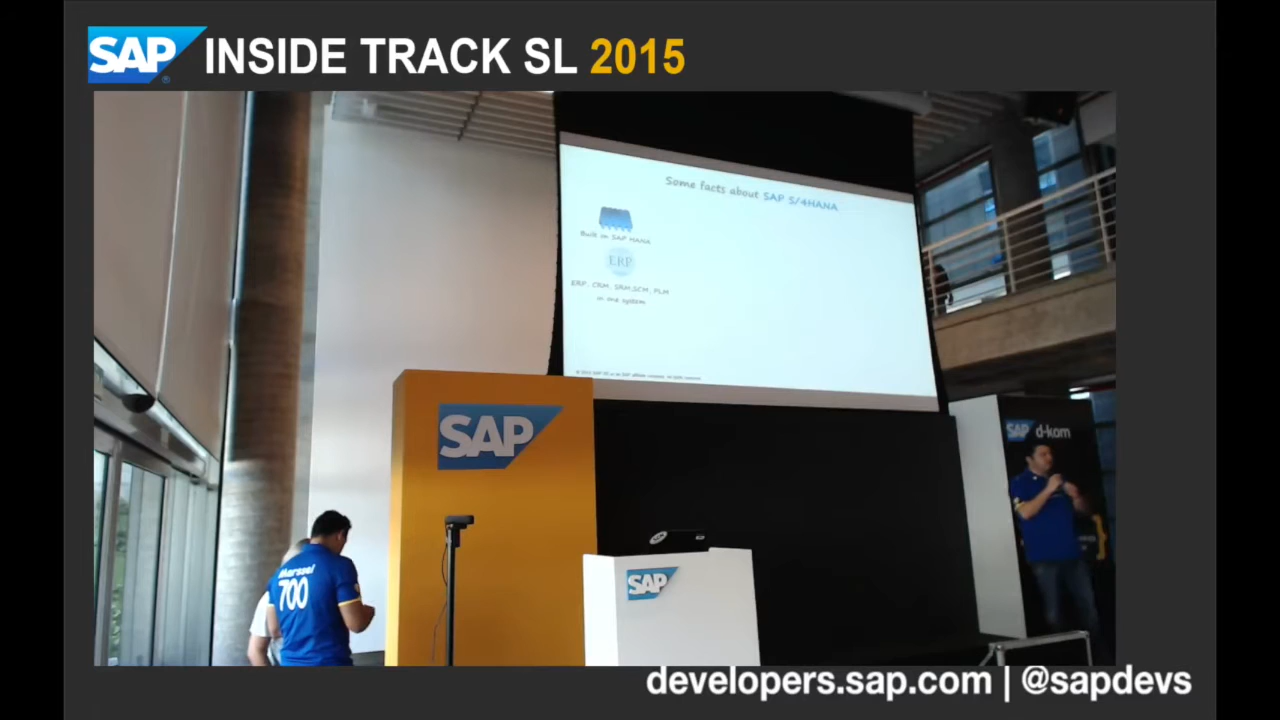 SAP INSIDE TRACK SL 2015
Some facts about SAP S/4HANA
Built on SAP HANA
ERP
ERP, CRM, SRM, SCM, PLM
in one system
SAP
SAP d-kom
Marssel
700
SAP
developers.sap.com | @sapdevs